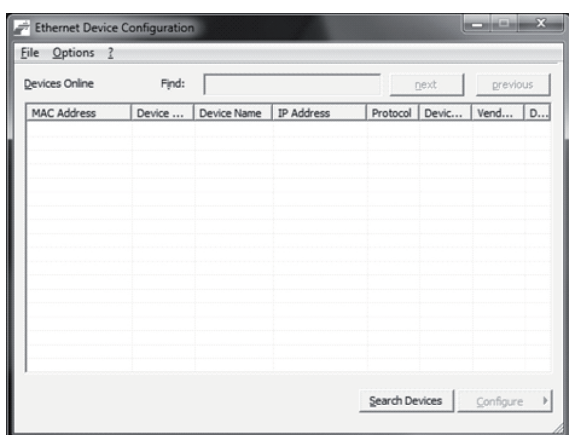 Ethernet Device Configuration
File Options ?
Devices Online Find: next previous
MAC Address Device ... Device Name IP Address Protocol Devic... Vend... D...
Search Devices Configure